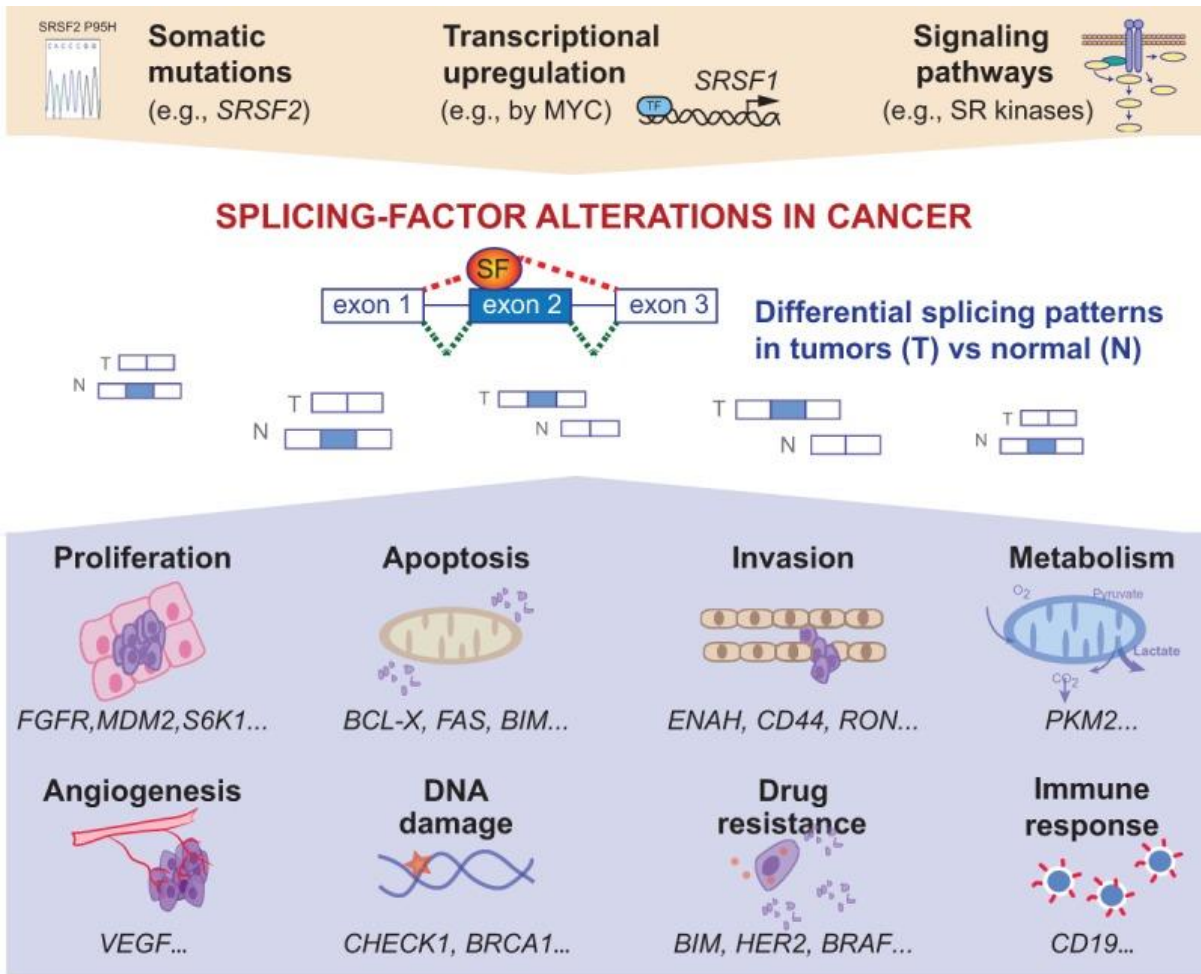 SRSF2 P95H
CACCCGG
Somatic
mutations
(e.g., SRSF2)
Transcriptional
upregulation
(e.g., by MYC)
SRSF1
TF
Signaling
pathways
(e.g., SR kinases)
SPLICING-FACTOR ALTERATIONS IN CANCER
SF
exon 1
exon 2
exon 3
Differential splicing patterns
in tumors (T) vs normal (N)
T
N
T
N
T
N
T
N
T
N
Proliferation
FGFR,MDM2,S6K1...
Apoptosis
BCL-X, FAS, BIM...
Invasion
ENAH, CD44, RON...
Metabolism
O2
Pyruvate
Lactate
CO2
PKM2...
Angiogenesis
VEGF...
DNA
damage
CHECK1, BRCA1...
Drug
resistance
BIM, HER2, BRAF...
Immune
response
CD19...